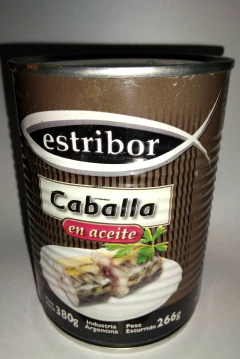 estribor
Caballa
en aceite
380g
Industria
Argentina
Peso
Escurrido 266g